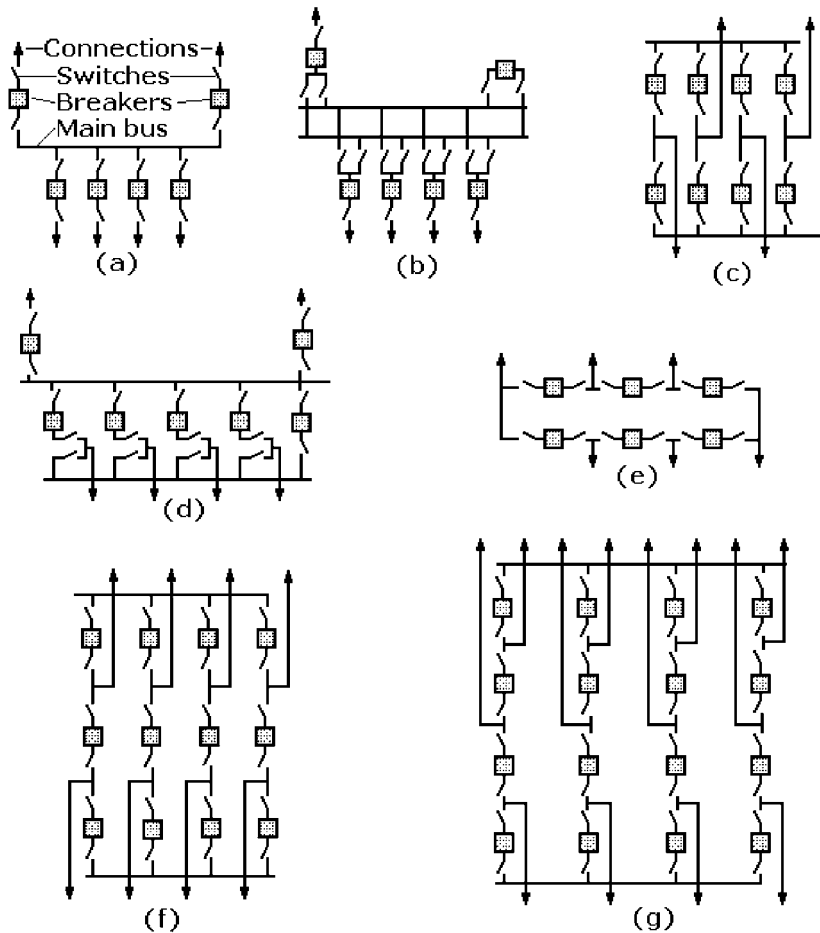 Connections
Switches
Breakers
Main bus
(a)
(b)
(c)
(d)
(e)
(f)
(g)